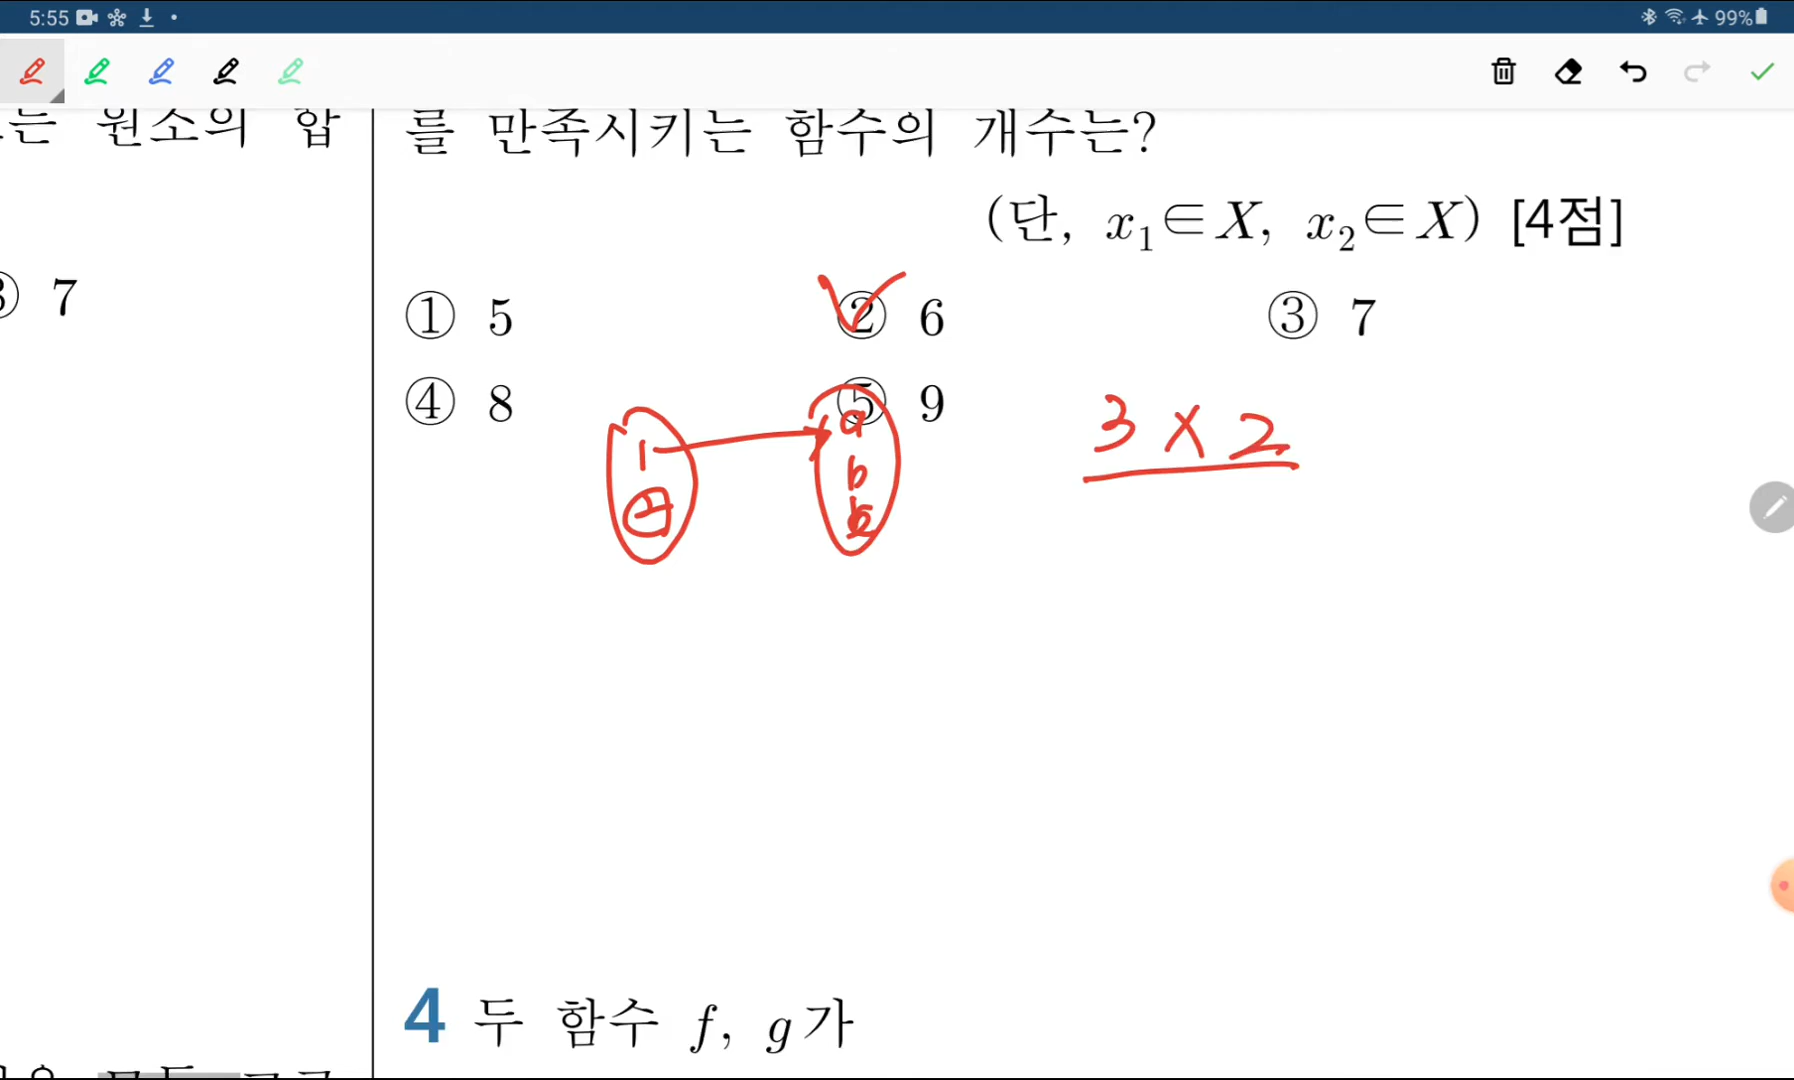 5:55
99%
는 원소의 합
를 만족시키는 함수의 개수는?
(단, x₁∈X, x₂∈X) [4점]
③ 7
① 5 ② 6 ③ 7
④ 8 ⑤ 9
1
2
a
b
3 × 2
4 두 함수 f, g가